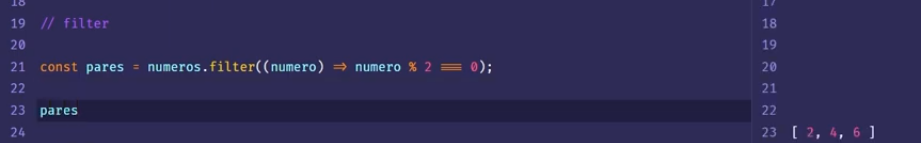 18
19 // filter
20
21 const pares = numeros.filter((numero) => numero % 2 === 0);
22
23 pares
24
17
18
19
20
21
22
23 [ 2, 4, 6 ]